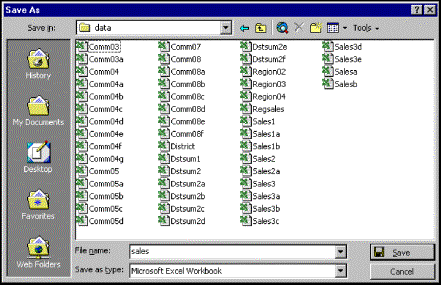 Save As
Save in:
data
Tools
History
My Documents
Desktop
Favorites
Web Folders
Comm03
Comm03a
Comm04
Comm04a
Comm04b
Comm04c
Comm04d
Comm04e
Comm04f
Comm04g
Comm05
Comm05a
Comm05b
Comm05c
Comm05d
Comm07
Comm08
Comm08a
Comm08b
Comm08c
Comm08d
Comm08e
Comm08f
District
Dstsum1
Dstsum2
Dstsum2a
Dstsum2b
Dstsum2c
Dstsum2d
Dstsum2e
Dstsum2f
Region02
Region03
Region04
Regsales
Sales1
Sales1a
Sales1b
Sales2
Sales2a
Sales3
Sales3a
Sales3b
Sales3c
Sales3d
Sales3e
Salesa
Salesb
File name:
sales
Save
Save as type:
Microsoft Excel Workbook
Cancel